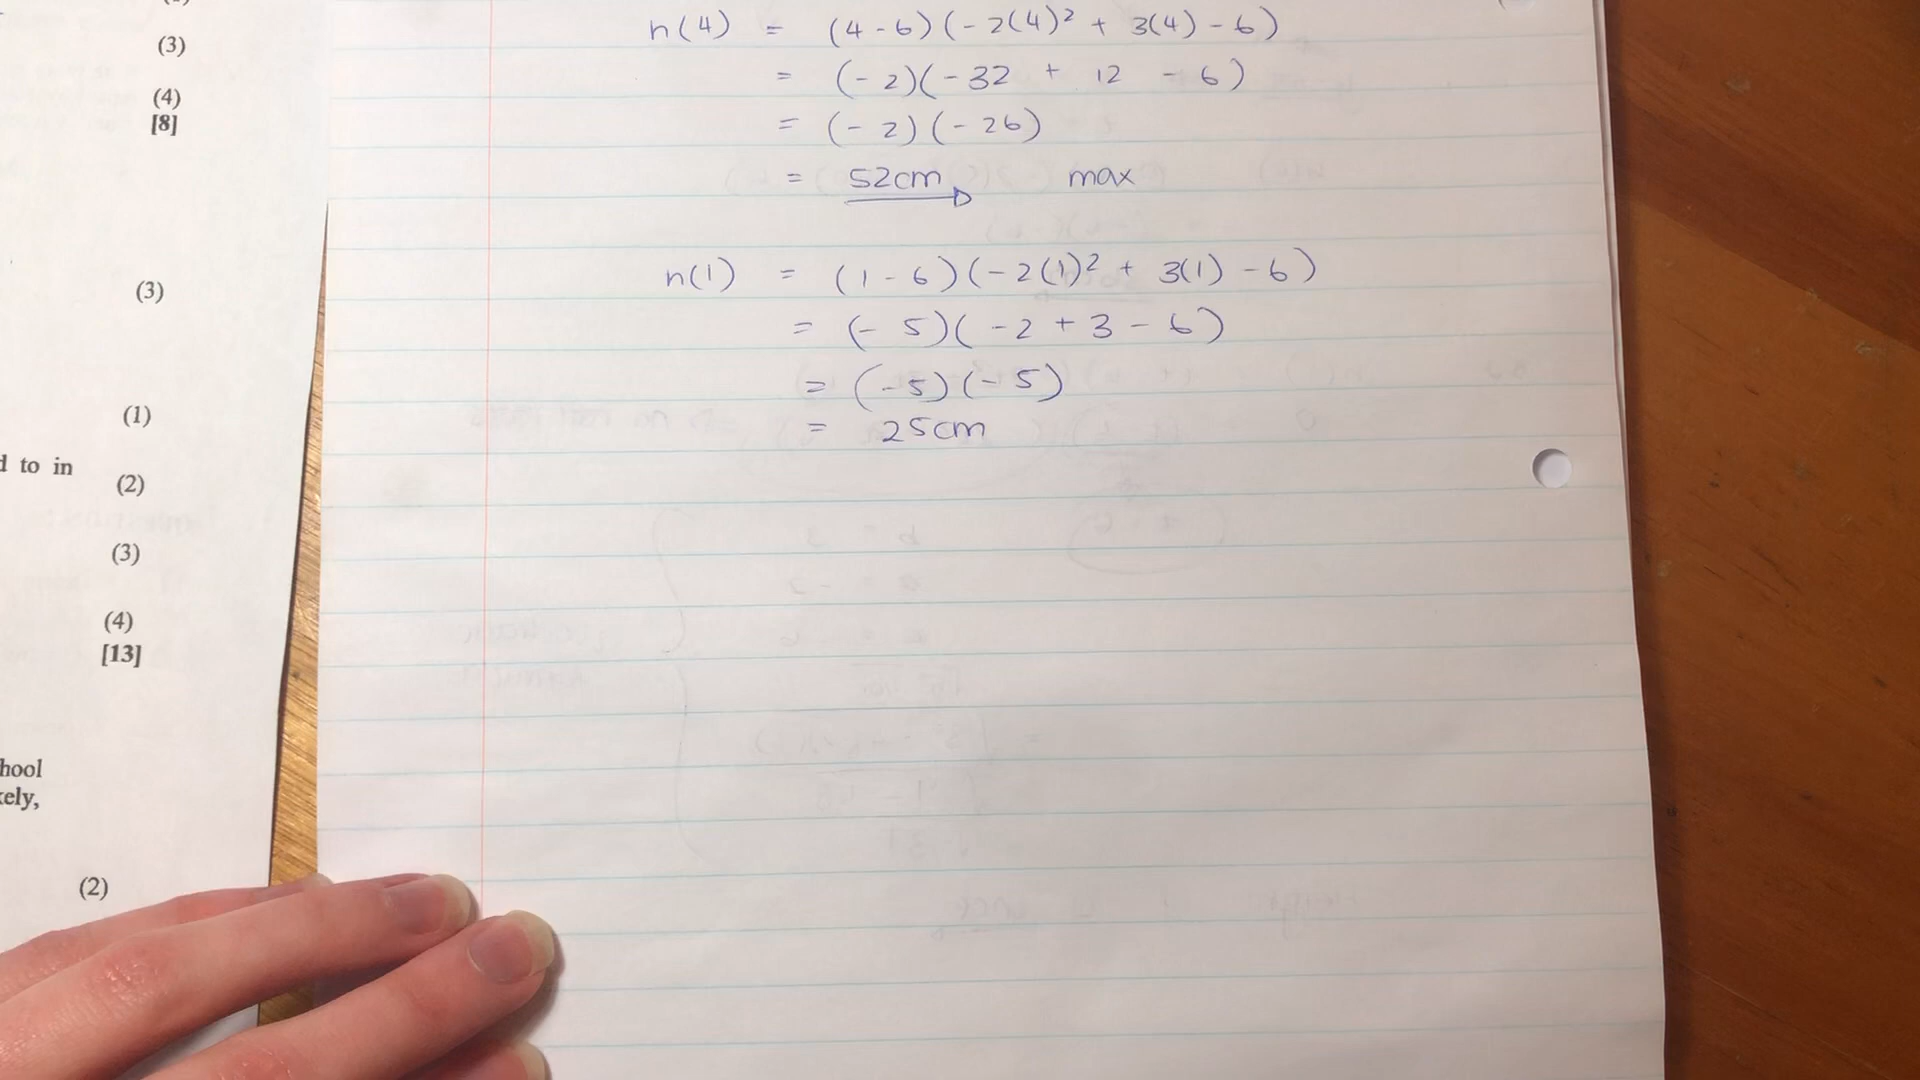 (3)
(4)
[8]
(3)
(1)
d to in
(2)
(3)
(4)
[13]
hool
ely,
(2)
n(4) = (4-6)(-2(4)² + 3(4) - 6)
= (-2)(-32 + 12 - 6)
= (-2)(-26)
= 52cm max
n(1) = (1-6)(-2(1)² + 3(1) - 6)
= (-5)(-2 + 3 - 6)
= (-5)(-5)
= 25cm